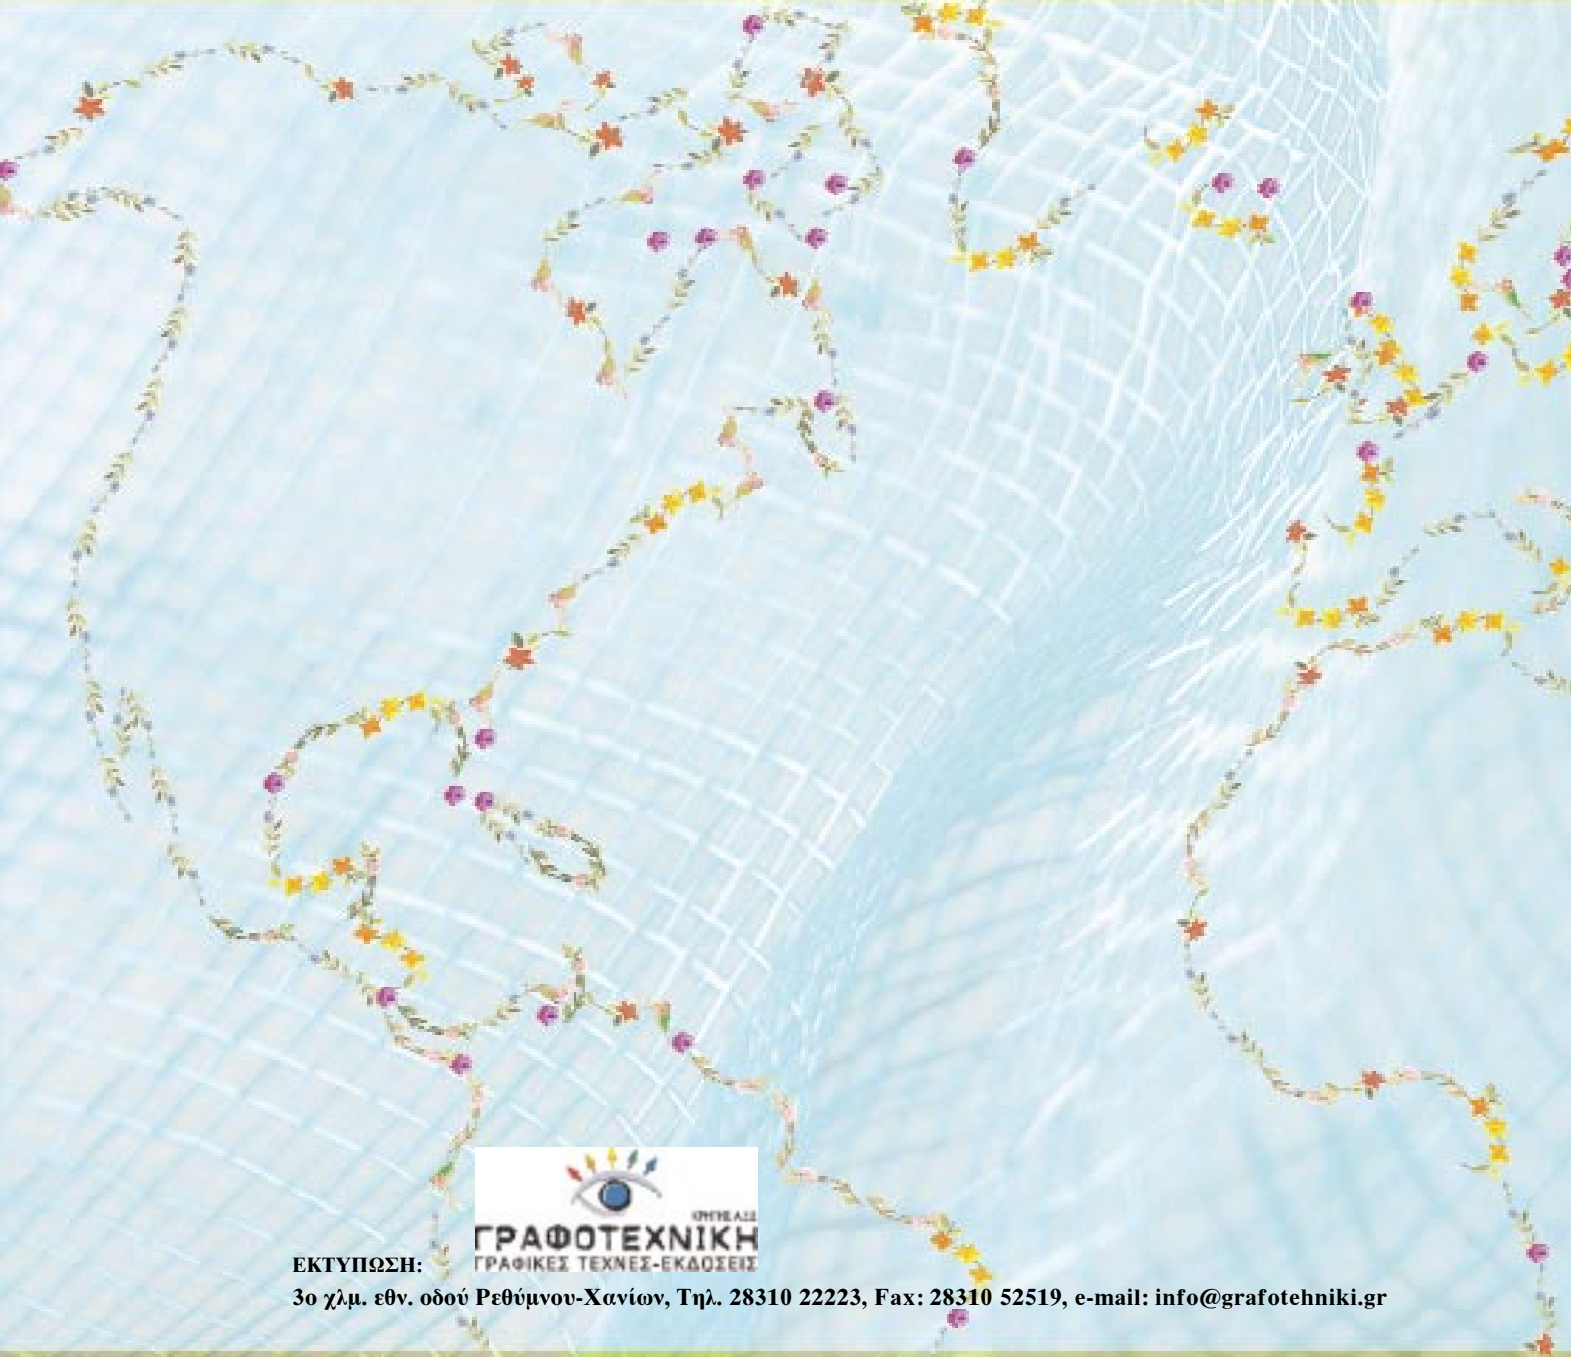 ΚΡΗΤΗΣ Α.Ε.Ε.
ΓΡΑΦΟΤΕΧΝΙΚΗ
ΓΡΑΦΙΚΕΣ ΤΕΧΝΕΣ-ΕΚΔΟΣΕΙΣ
ΕΚΤΥΠΩΣΗ:
3ο χλμ. εθν. οδού Ρεθύμνου-Χανίων, Τηλ. 28310 22223, Fax: 28310 52519, e-mail: info@grafotehniki.gr